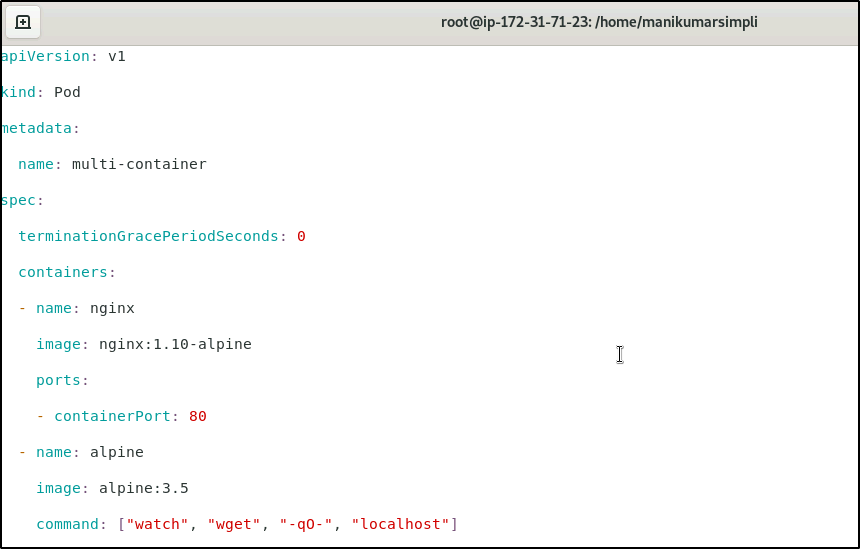 root@ip-172-31-71-23: /home/manikumarsimpli
apiVersion: v1
kind: Pod
metadata:
  name: multi-container
spec:
  terminationGracePeriodSeconds: 0
  containers:
  - name: nginx
    image: nginx:1.10-alpine
    ports:
    - containerPort: 80
  - name: alpine
    image: alpine:3.5
    command: ["watch", "wget", "-qO-", "localhost"]